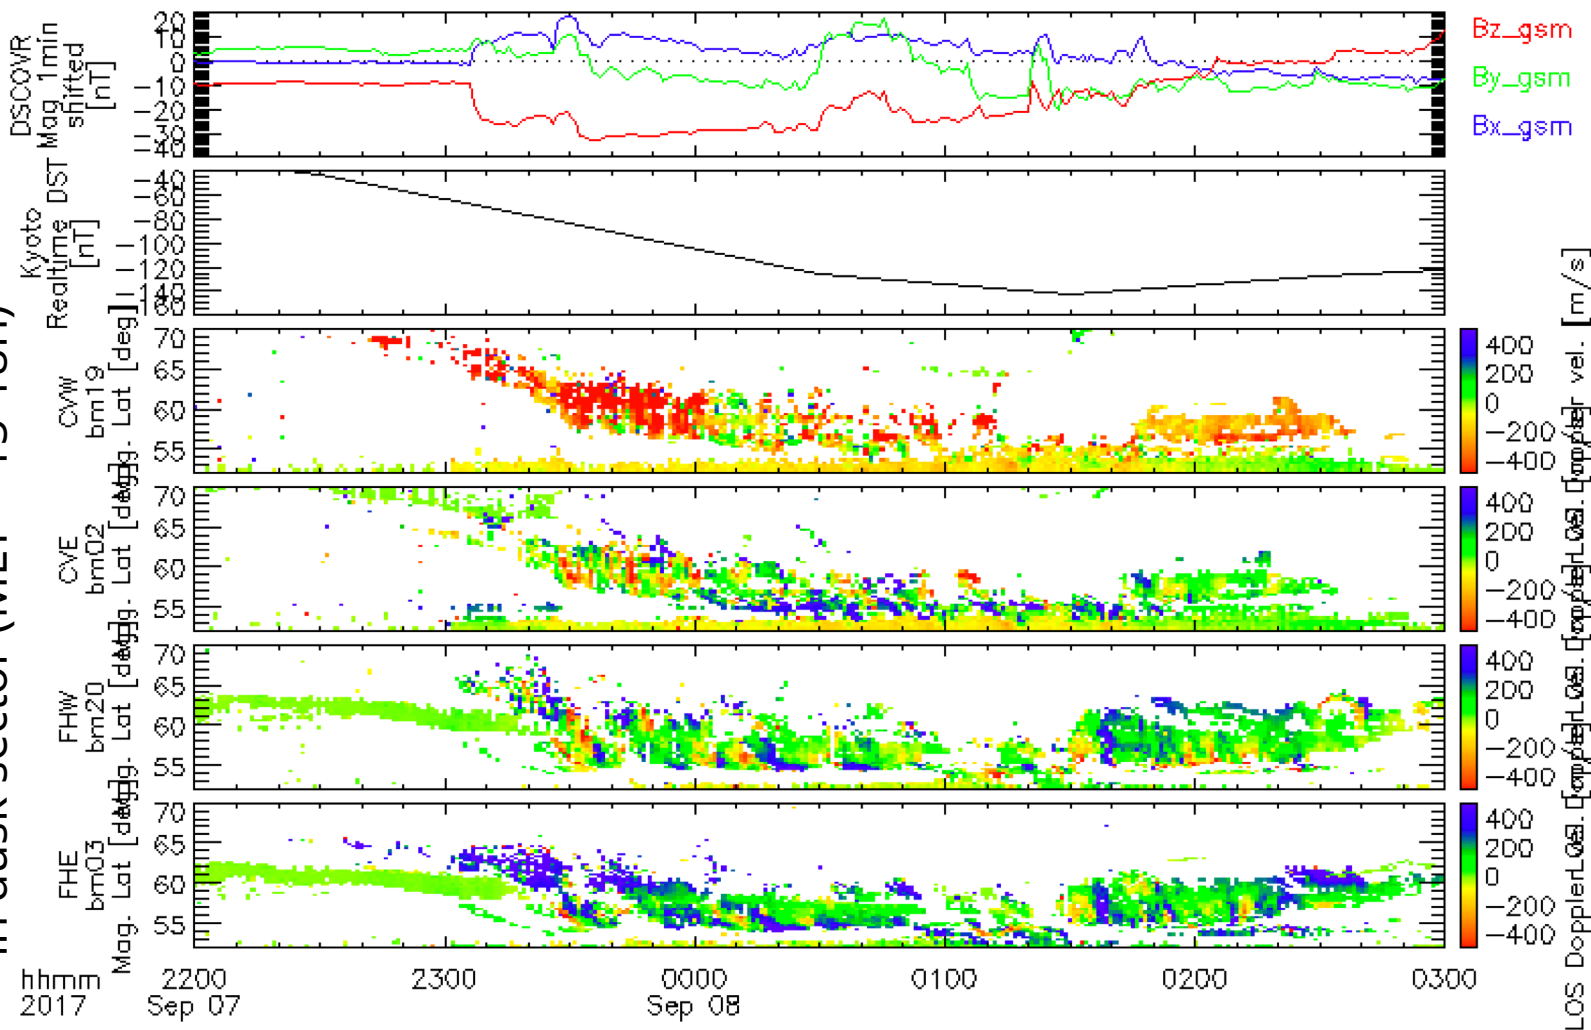 DSCOVR
Mag 1min
shifted
[nT]
20
10
0
-10
-20
-30
-40
Bz_gsm
By_gsm
Bx_gsm
Kyoto
Realtime DST
[nT]
-40
-60
-80
-100
-120
-140
-160
CVW
bm19
Mag. Lat [deg]
70
65
60
55
400
200
0
-200
-400
CVE
bm02
Mag. Lat [deg]
70
65
60
55
400
200
0
-200
-400
FHW
bm20
Mag. Lat [deg]
70
65
60
55
400
200
0
-200
-400
FHE
bm03
Mag. Lat [deg]
70
65
60
55
400
200
0
-200
-400
LOS Doppler vel. [m/s]
hhmm
2017
2200
2300
0000
0100
0200
0300
Sep 07
Sep 08